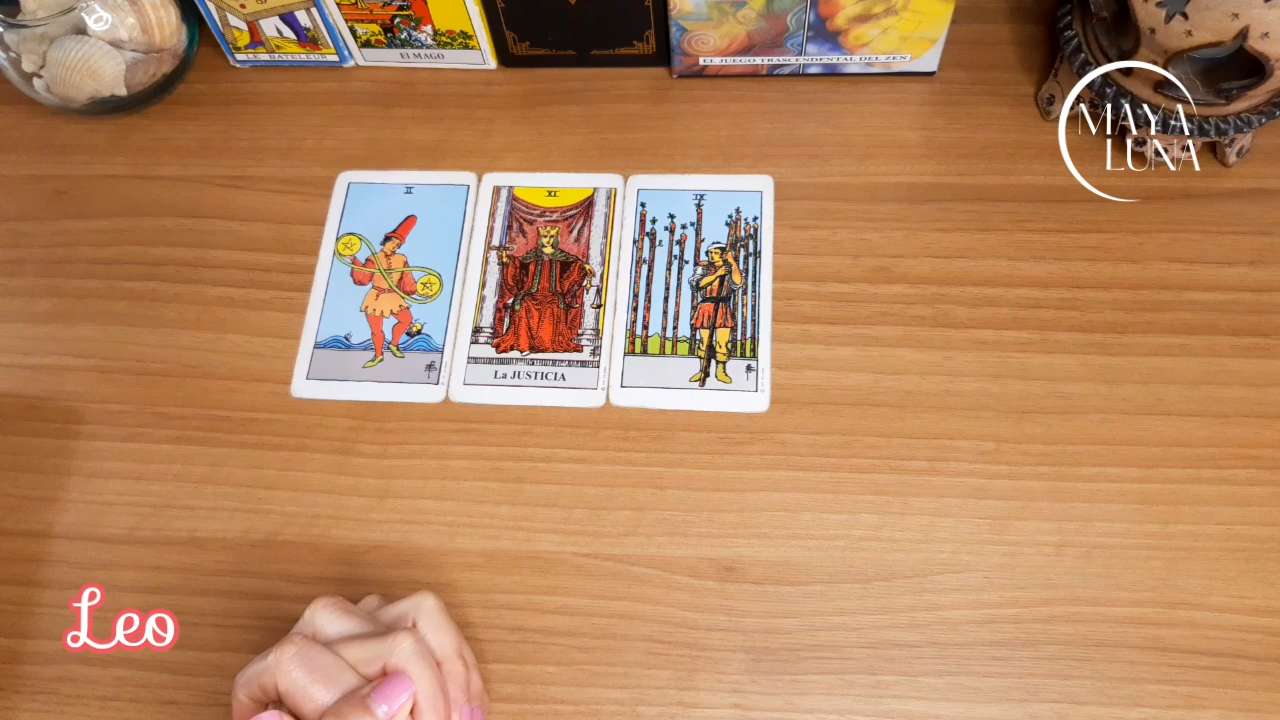 LE BATELEUR
El MAGO
EL JUEGO TRASCENDENTAL DEL ZEN
MAYA
LUNA
II
XI
IX
La JUSTICIA
Leo